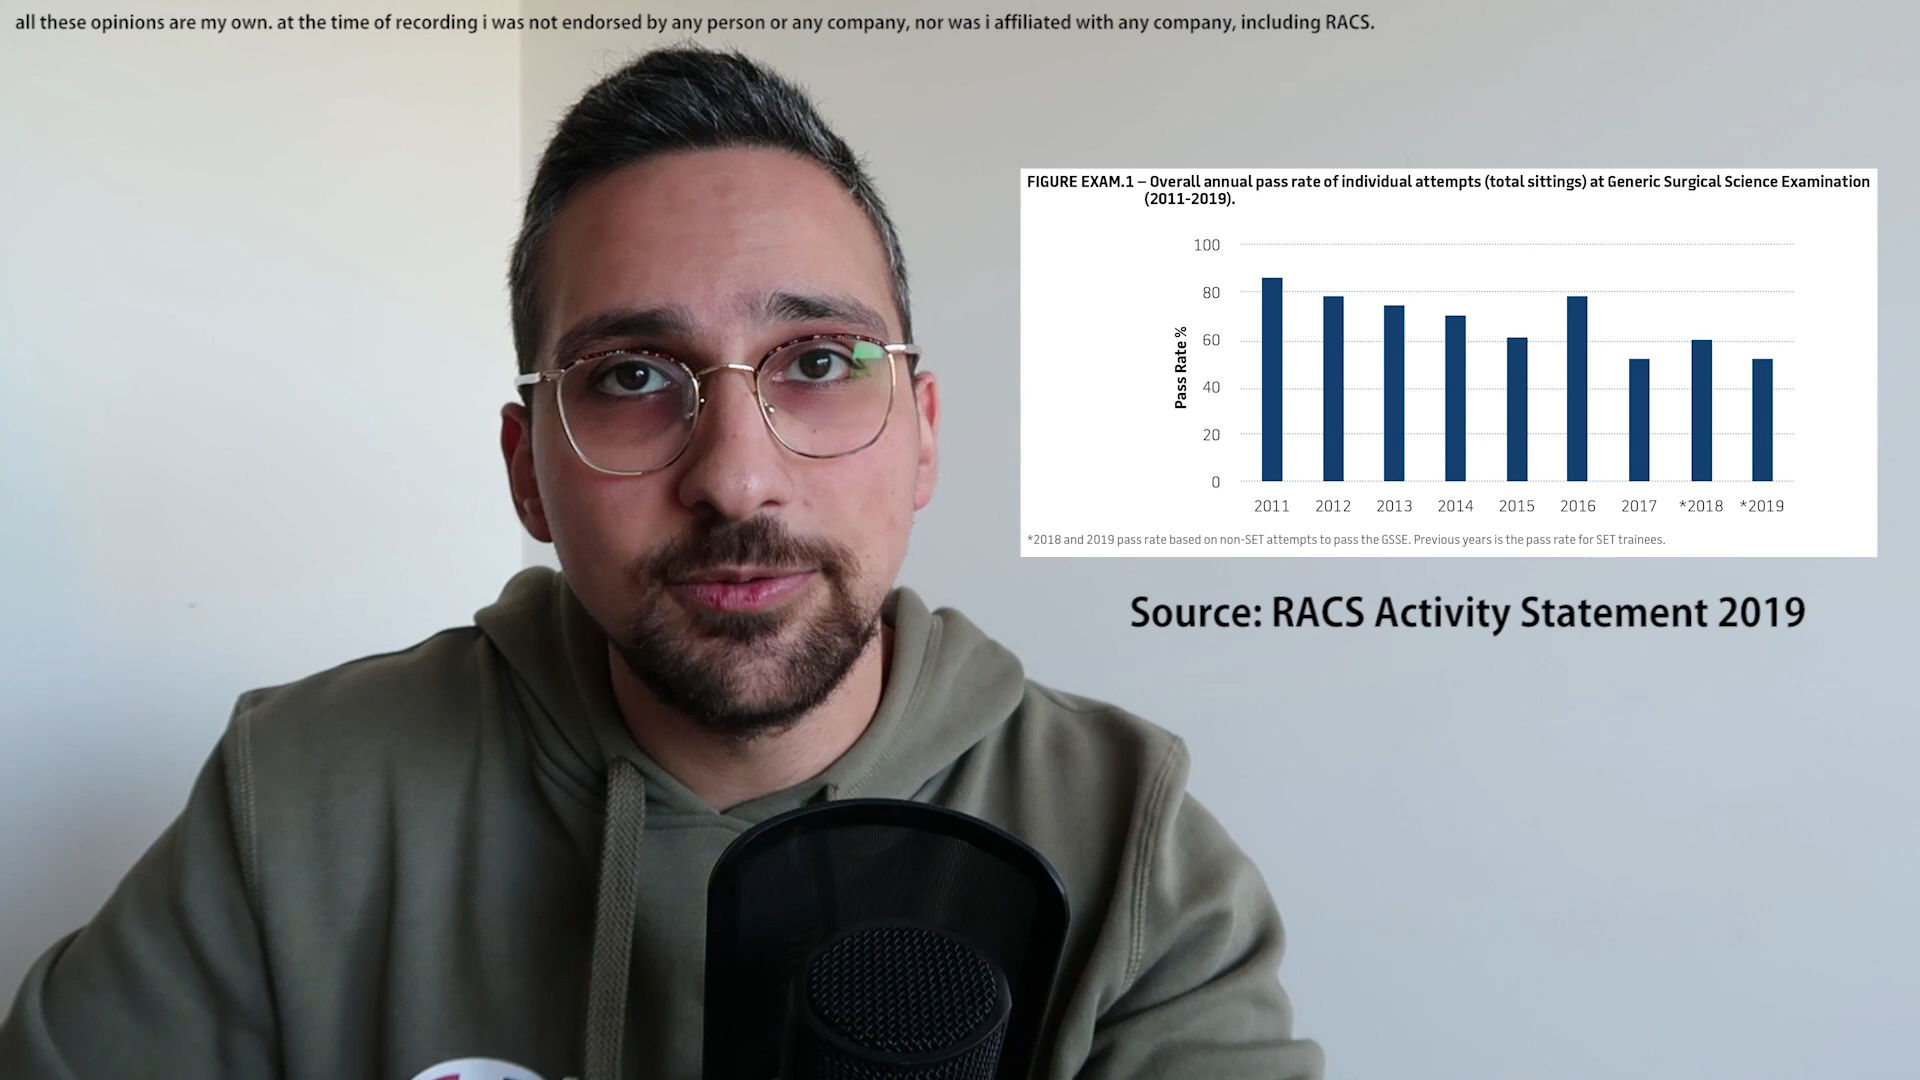 all these opinions are my own. at the time of recording i was not endorsed by any person or any company, nor was i affiliated with any company, including RACS.
FIGURE EXAM.1 – Overall annual pass rate of individual attempts (total sittings) at Generic Surgical Science Examination
(2011-2019).
Pass Rate %
100
80
60
40
20
0
2011 2012 2013 2014 2015 2016 2017 *2018 *2019
*2018 and 2019 pass rate based on non-SET attempts to pass the GSSE. Previous years is the pass rate for SET trainees.
Source: RACS Activity Statement 2019